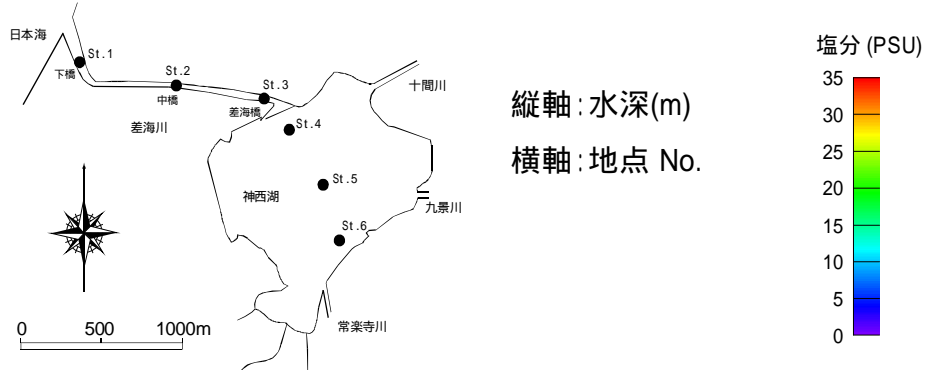 日本海
St.1
下橋
St.2
中橋
St.3
差海橋
差海川
St.4
十間川
St.5
神西湖
九景川
St.6
常楽寺川
0 500 1000m
縦軸:水深(m)
横軸:地点 No.
塩分 (PSU)
35
30
25
20
15
10
5
0